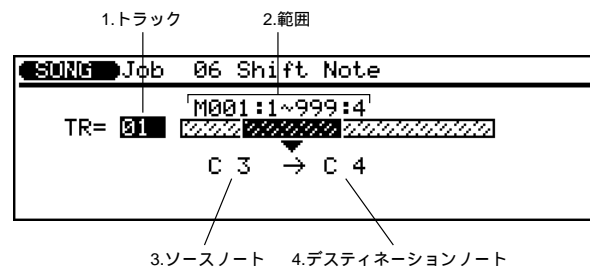 1.トラック 2.範囲
SONG Job 06 Shift Note
M001:1~999:4
TR= 01
C 3 → C 4
3.ソースノート 4.デスティネーションノート